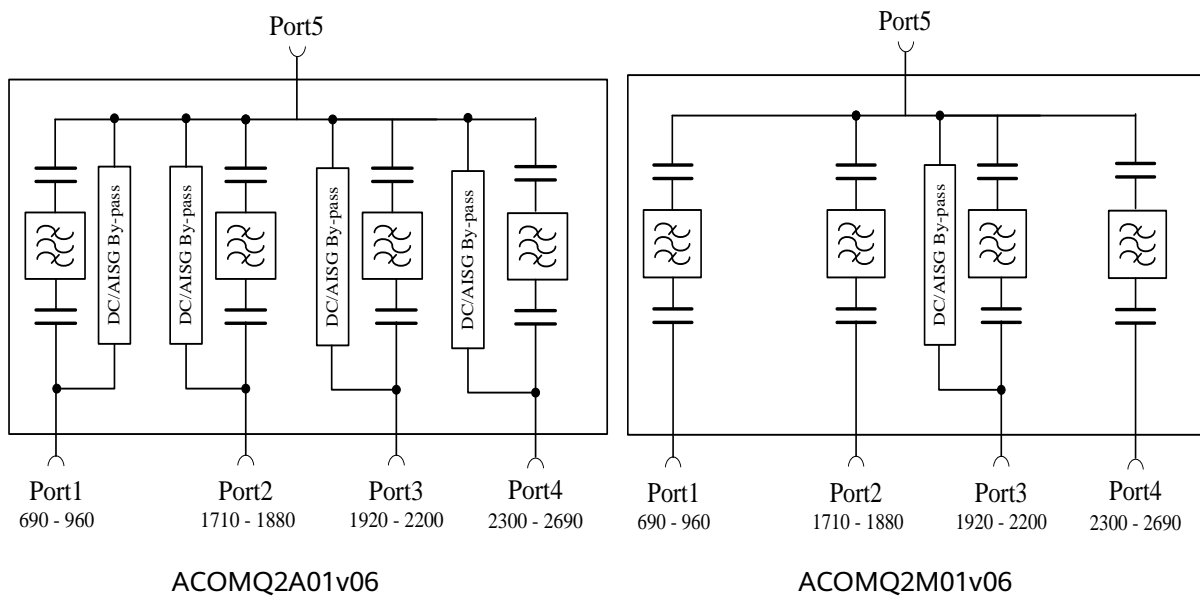 Port5
DC/AISG By-pass
DC/AISG By-pass
DC/AISG By-pass
DC/AISG By-pass
Port1
690 - 960
Port2
1710 - 1880
Port3
1920 - 2200
Port4
2300 - 2690
ACOMQ2A01v06
Port5
DC/AISG By-pass
Port1
690 - 960
Port2
1710 - 1880
Port3
1920 - 2200
Port4
2300 - 2690
ACOMQ2M01v06